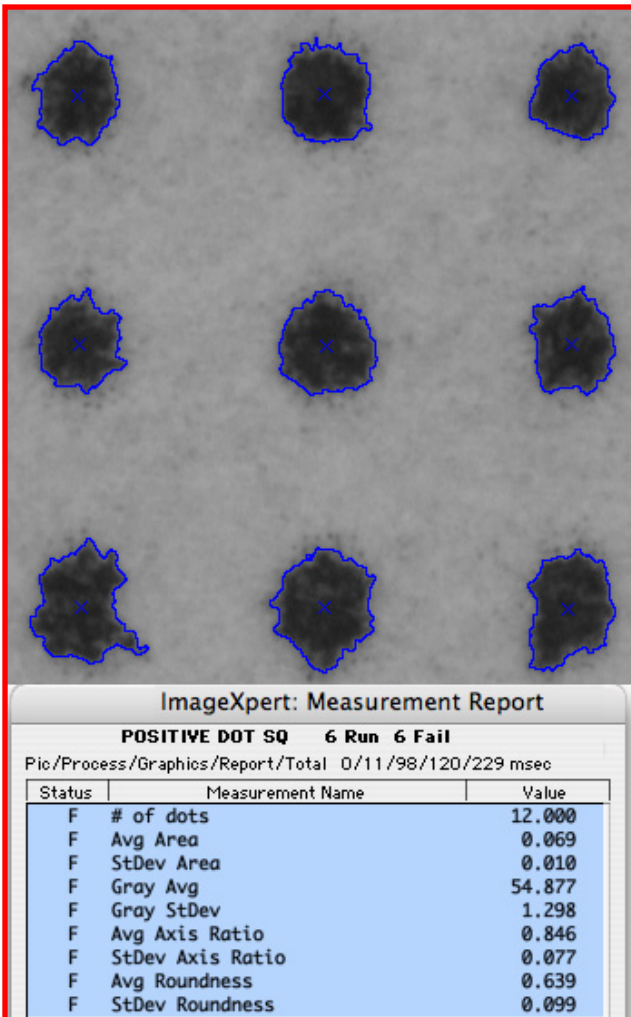 ImageXpert: Measurement Report
POSITIVE DOT SQ 6 Run 6 Fail
Pic/Process/Graphics/Report/Total 0/11/98/120/229 msec
Status Measurement Name Value
F # of dots 12.000
F Avg Area 0.069
F StDev Area 0.010
F Gray Avg 54.877
F Gray StDev 1.298
F Avg Axis Ratio 0.846
F StDev Axis Ratio 0.077
F Avg Roundness 0.639
F StDev Roundness 0.099